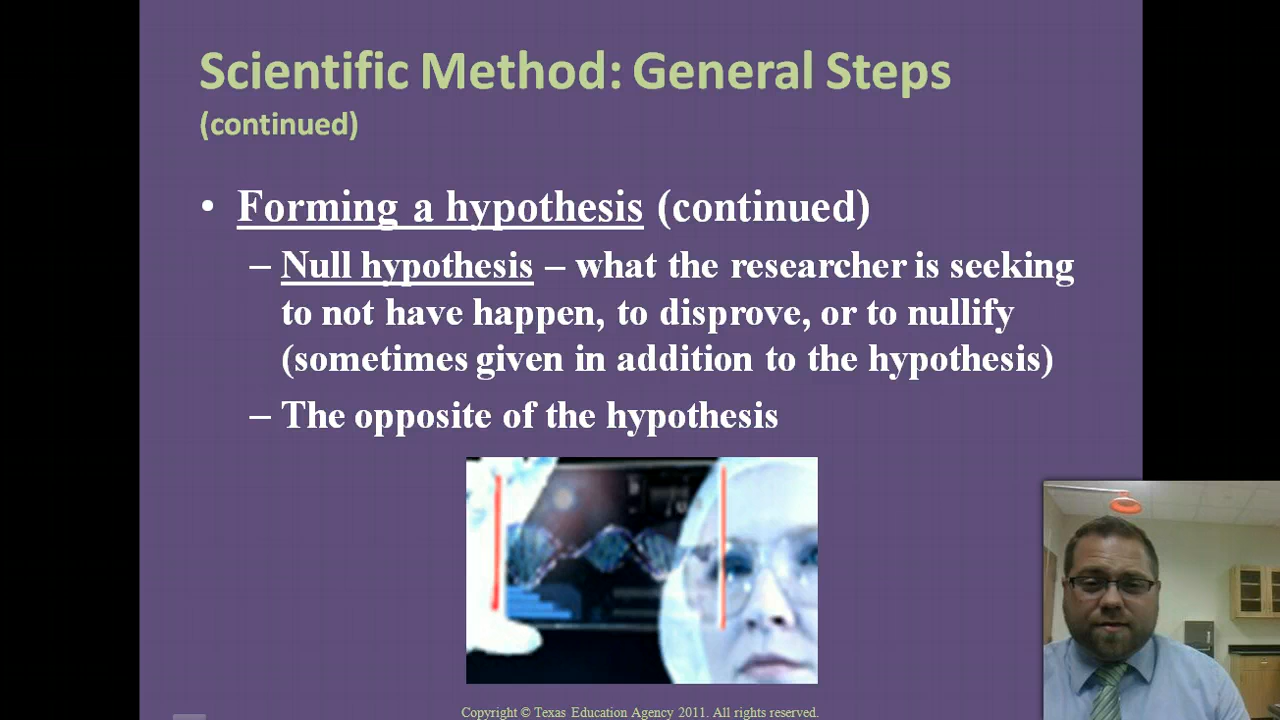 Scientific Method: General Steps
(continued)
• Forming a hypothesis (continued)
– Null hypothesis – what the researcher is seeking
to not have happen, to disprove, or to nullify
(sometimes given in addition to the hypothesis)
– The opposite of the hypothesis
Copyright © Texas Education Agency 2011. All rights reserved.